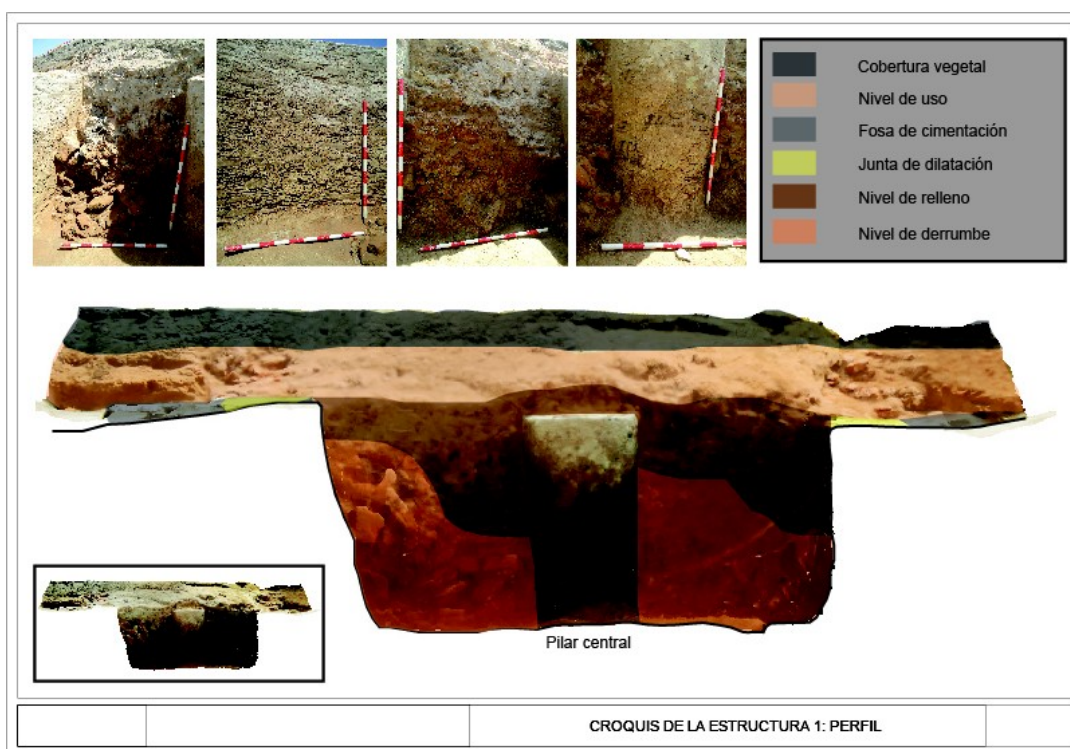 Cobertura vegetal
Nivel de uso
Fosa de cimentación
Junta de dilatación
Nivel de relleno
Nivel de derrumbe
Pilar central
CROQUIS DE LA ESTRUCTURA 1: PERFIL